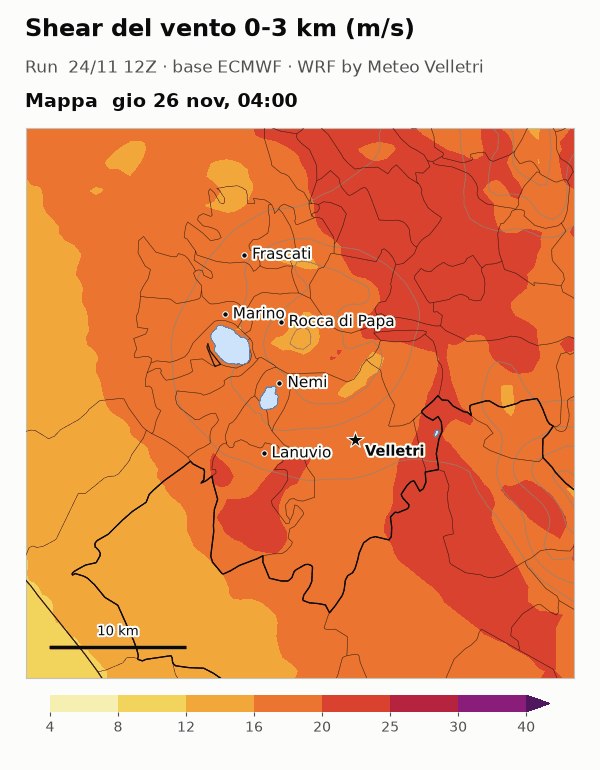 Shear del vento 0-3 km (m/s)
Run  24/11 12Z · base ECMWF · WRF by Meteo Velletri
Mappa  gio 26 nov, 04:00
Frascati
Marino
Rocca di Papa
Nemi
Velletri
Lanuvio
10 km
4 8 12 16 20 25 30 40